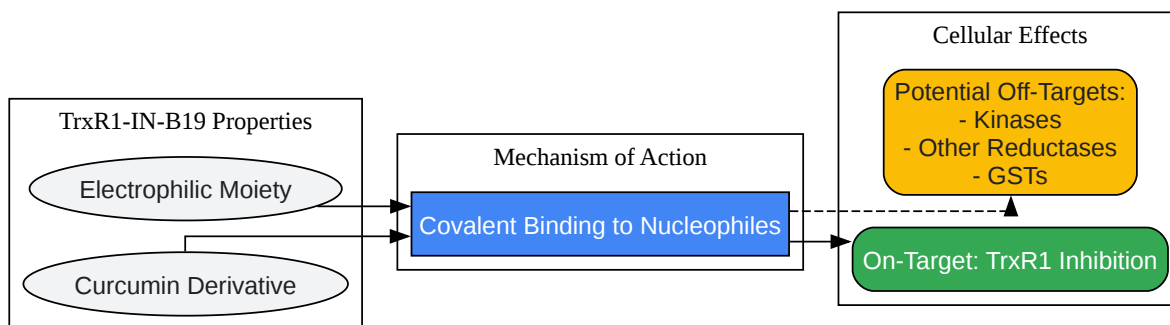 TrxR1-IN-B19 Properties
Electrophilic Moiety
Curcumin Derivative
Mechanism of Action
Covalent Binding to Nucleophiles
Cellular Effects
Potential Off-Targets:
- Kinases
- Other Reductases
- GSTs
On-Target: TrxR1 Inhibition